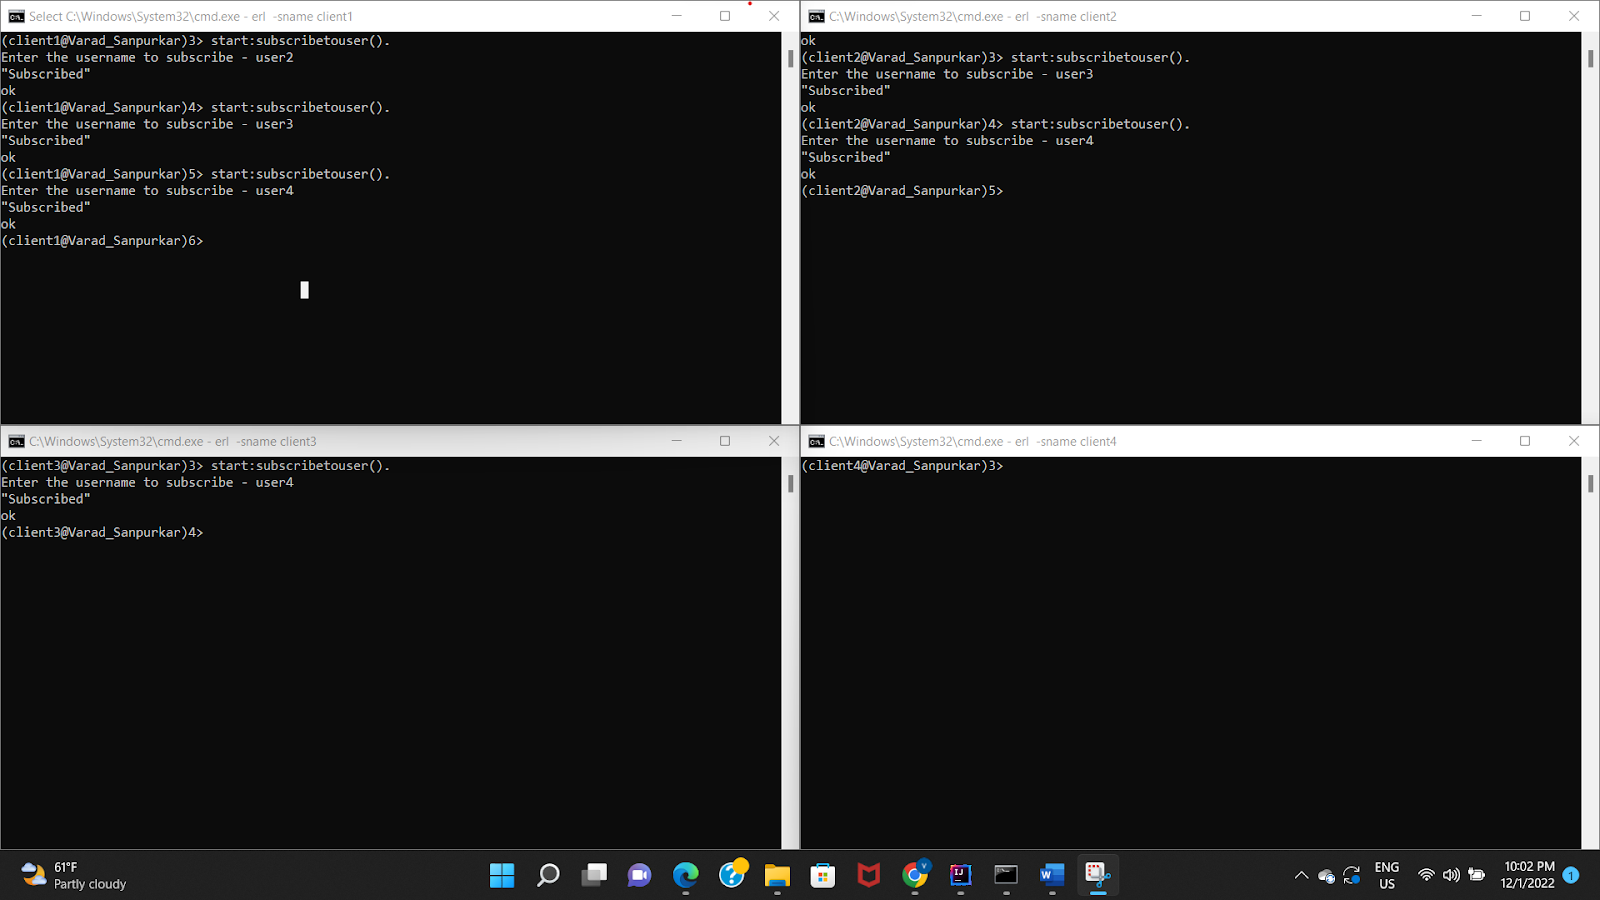 Select C:\Windows\System32\cmd.exe - erl  -sname client1
(client1@Varad_Sanpurkar)3> start:subscribetouser().
Enter the username to subscribe - user2
"Subscribed"
ok
(client1@Varad_Sanpurkar)4> start:subscribetouser().
Enter the username to subscribe - user3
"Subscribed"
ok
(client1@Varad_Sanpurkar)5> start:subscribetouser().
Enter the username to subscribe - user4
"Subscribed"
ok
(client1@Varad_Sanpurkar)6>
C:\Windows\System32\cmd.exe - erl  -sname client2
ok
(client2@Varad_Sanpurkar)3> start:subscribetouser().
Enter the username to subscribe - user3
"Subscribed"
ok
(client2@Varad_Sanpurkar)4> start:subscribetouser().
Enter the username to subscribe - user4
"Subscribed"
ok
(client2@Varad_Sanpurkar)5>
C:\Windows\System32\cmd.exe - erl  -sname client3
(client3@Varad_Sanpurkar)3> start:subscribetouser().
Enter the username to subscribe - user4
"Subscribed"
ok
(client3@Varad_Sanpurkar)4>
C:\Windows\System32\cmd.exe - erl  -sname client4
(client4@Varad_Sanpurkar)3>
61°F
Partly cloudy
ENG
US
10:02 PM
12/1/2022
1